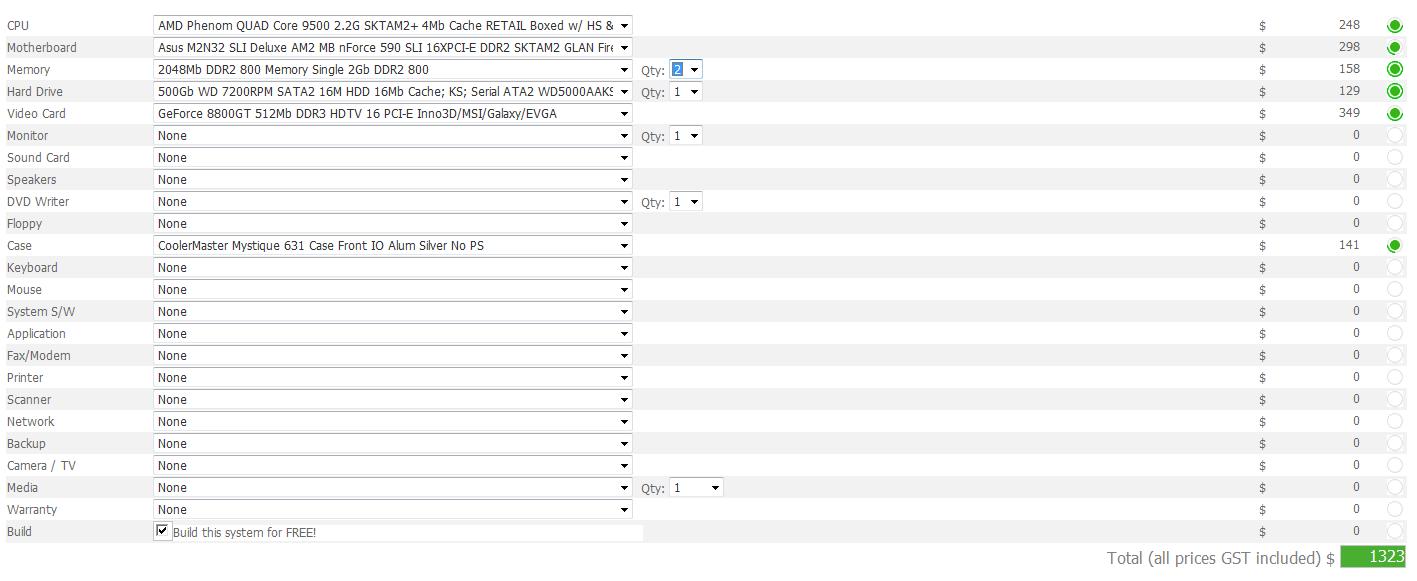 CPU AMD Phenom QUAD Core 9500 2.2G SKTAM2+ 4Mb Cache RETAIL Boxed w/ HS & $ 248
Motherboard Asus M2N32 SLI Deluxe AM2 MB nForce 590 SLI 16XPCI-E DDR2 SKTAM2 GLAN Fire $ 298
Memory 2048Mb DDR2 800 Memory Single 2Gb DDR2 800 Qty: 2 $ 158
Hard Drive 500Gb WD 7200RPM SATA2 16M HDD 16Mb Cache; KS; Serial ATA2 WD5000AAKS Qty: 1 $ 129
Video Card GeForce 8800GT 512Mb DDR3 HDTV 16 PCI-E Inno3D/MSI/Galaxy/EVGA $ 349
Monitor None Qty: 1 $ 0
Sound Card None $ 0
Speakers None $ 0
DVD Writer None Qty: 1 $ 0
Floppy None $ 0
Case CoolerMaster Mystique 631 Case Front IO Alum Silver No PS $ 141
Keyboard None $ 0
Mouse None $ 0
System S/W None $ 0
Application None $ 0
Fax/Modem None $ 0
Printer None $ 0
Scanner None $ 0
Network None $ 0
Backup None $ 0
Camera / TV None $ 0
Media None Qty: 1 $ 0
Warranty None $ 0
Build Build this system for FREE! $ 0
Total (all prices GST included) $ 1323